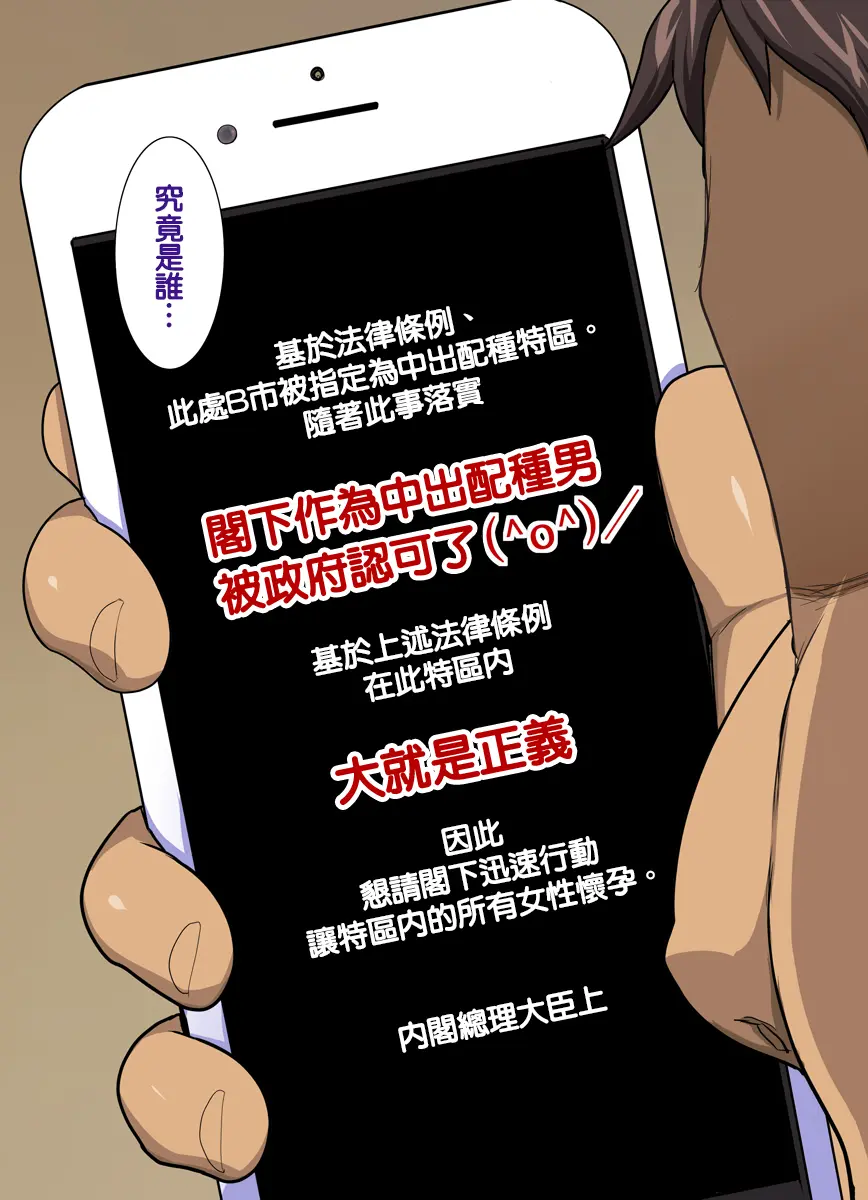 究竟是誰…
基於法律條例、
此處B市被指定為中出配種特區。
隨著此事落實
閣下作為中出配種男
被政府認可了(^o^)／
基於上述法律條例
在此特區内
大就是正義
因此
懇請閣下迅速行動
讓特區内的所有女性懷孕。
内閣總理大臣上